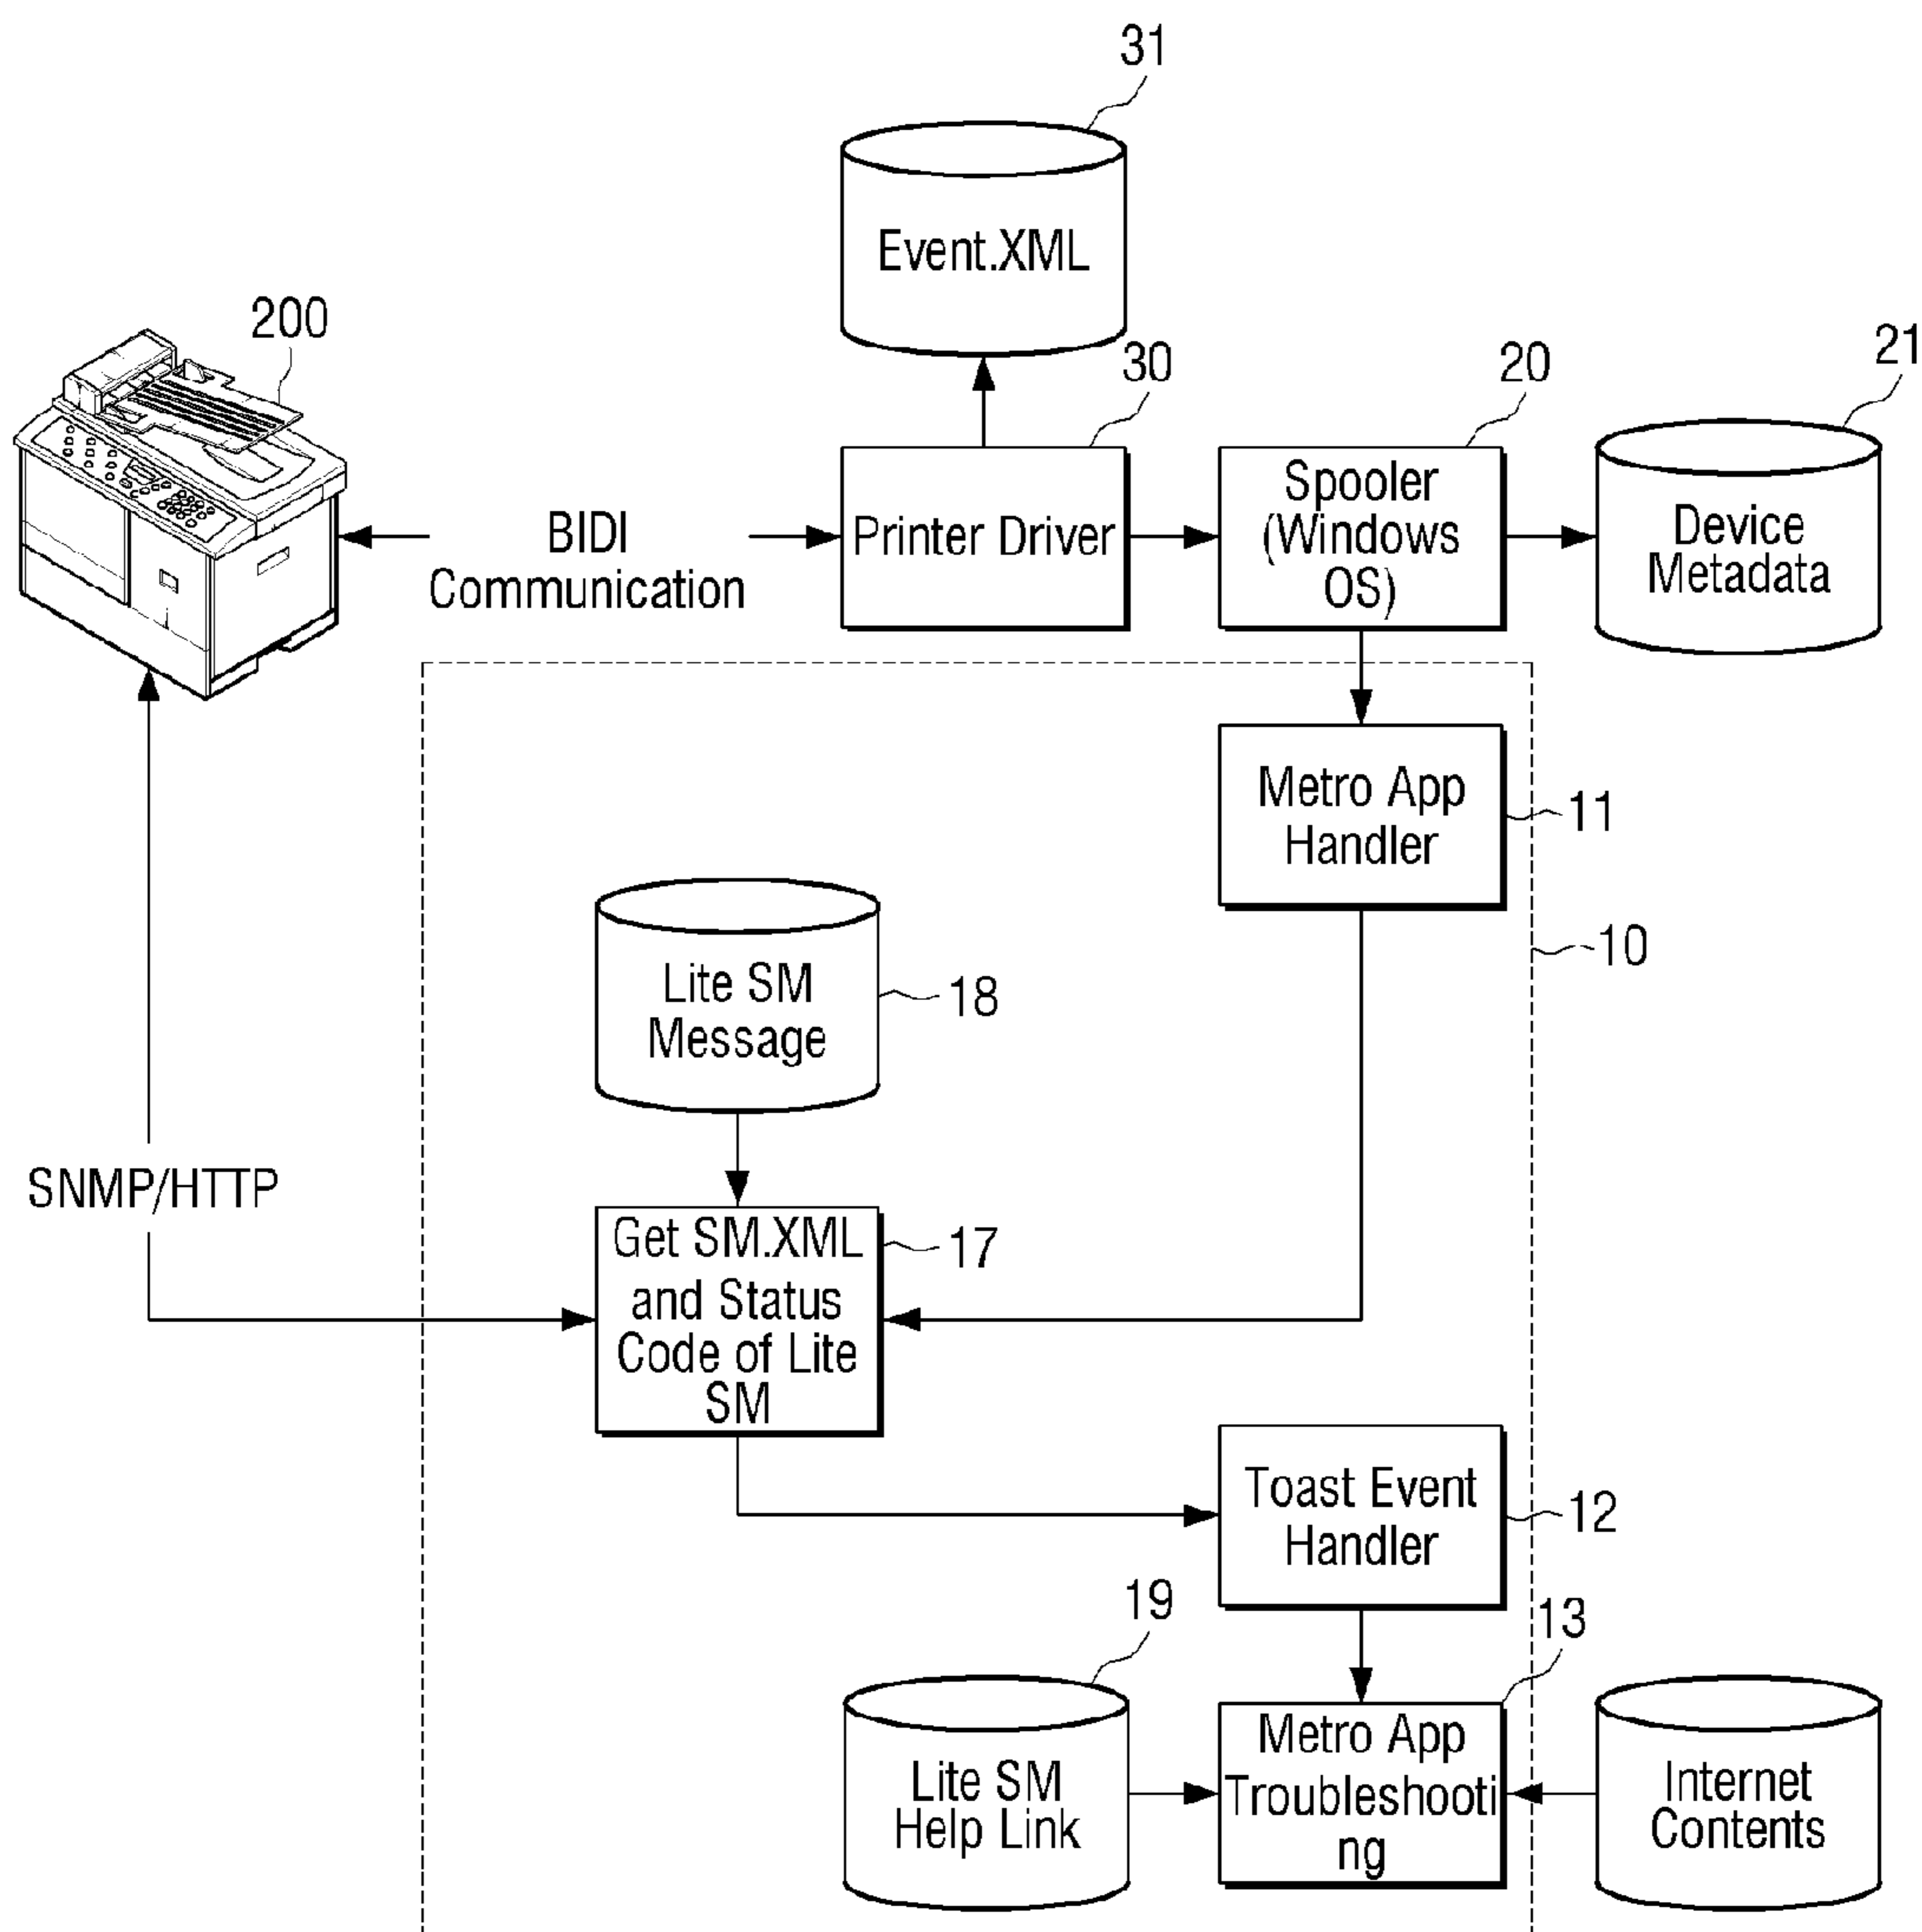 31
Event.XML
200
30
20
21
BIDI
Communication
Printer Driver
Spooler
(Windows
OS)
Device
Metadata
Metro App
Handler
11
10
Lite SM
Message
18
SNMP/HTTP
Get SM.XML
and Status
Code of Lite
SM
17
Toast Event
Handler
12
19
13
Lite SM
Help Link
Metro App
Troubleshooti
ng
Internet
Contents